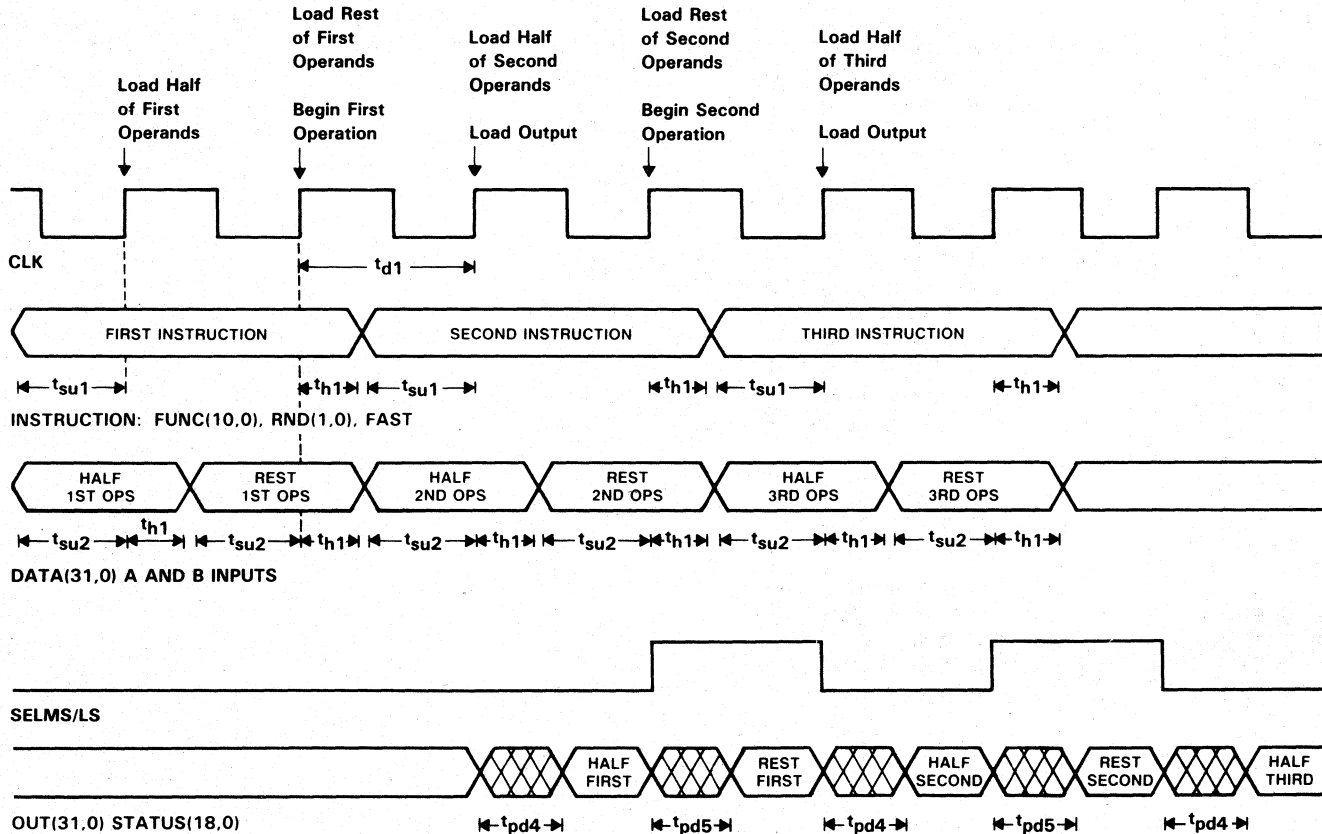 Load Half
of First
Operands
Load Rest
of First
Operands
Begin First
Operation
Load Half
of Second
Operands
Load Output
Load Rest
of Second
Operands
Begin Second
Operation
Load Half
of Third
Operands
Load Output
CLK
td1
FIRST INSTRUCTION
SECOND INSTRUCTION
THIRD INSTRUCTION
tsu1
th1
tsu1
th1
tsu1
th1
INSTRUCTION: FUNC(10,0), RND(1,0), FAST
HALF
1ST OPS
REST
1ST OPS
HALF
2ND OPS
REST
2ND OPS
HALF
3RD OPS
REST
3RD OPS
tsu2
th1
tsu2
th1
tsu2
th1
tsu2
th1
tsu2
th1
tsu2
th1
DATA(31,0) A AND B INPUTS
SELMS/LS
HALF
FIRST
REST
FIRST
HALF
SECOND
REST
SECOND
HALF
THIRD
OUT(31,0) STATUS(18,0)
tpd4
tpd5
tpd4
tpd5
tpd4